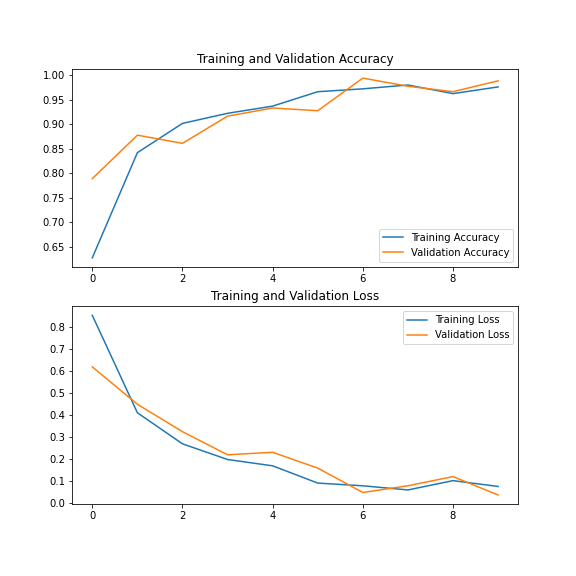 Training and Validation Accuracy
1.00
0.95
0.90
0.85
0.80
0.75
0.70
0.65
Training Accuracy
Validation Accuracy
0 2 4 6 8
Training and Validation Loss
0.8
0.7
0.6
0.5
0.4
0.3
0.2
0.1
0.0
Training Loss
Validation Loss
0 2 4 6 8